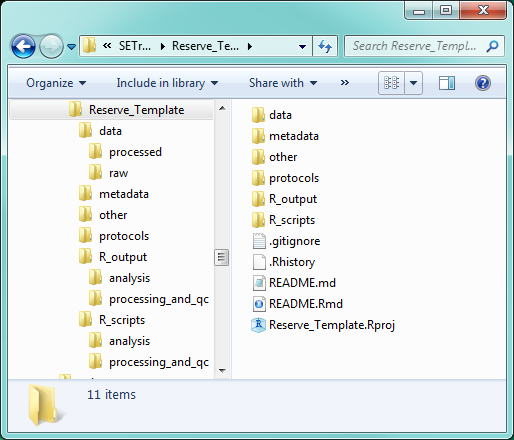 « SETr... Reserve_Te... Search Reserve_Templ...
Organize Include in library Share with »
Reserve_Template
data
processed
raw
metadata
other
protocols
R_output
analysis
processing_and_qc
R_scripts
analysis
processing_and_qc
data
metadata
other
protocols
R_output
R_scripts
.gitignore
.Rhistory
README.md
README.Rmd
Reserve_Template.Rproj
11 items